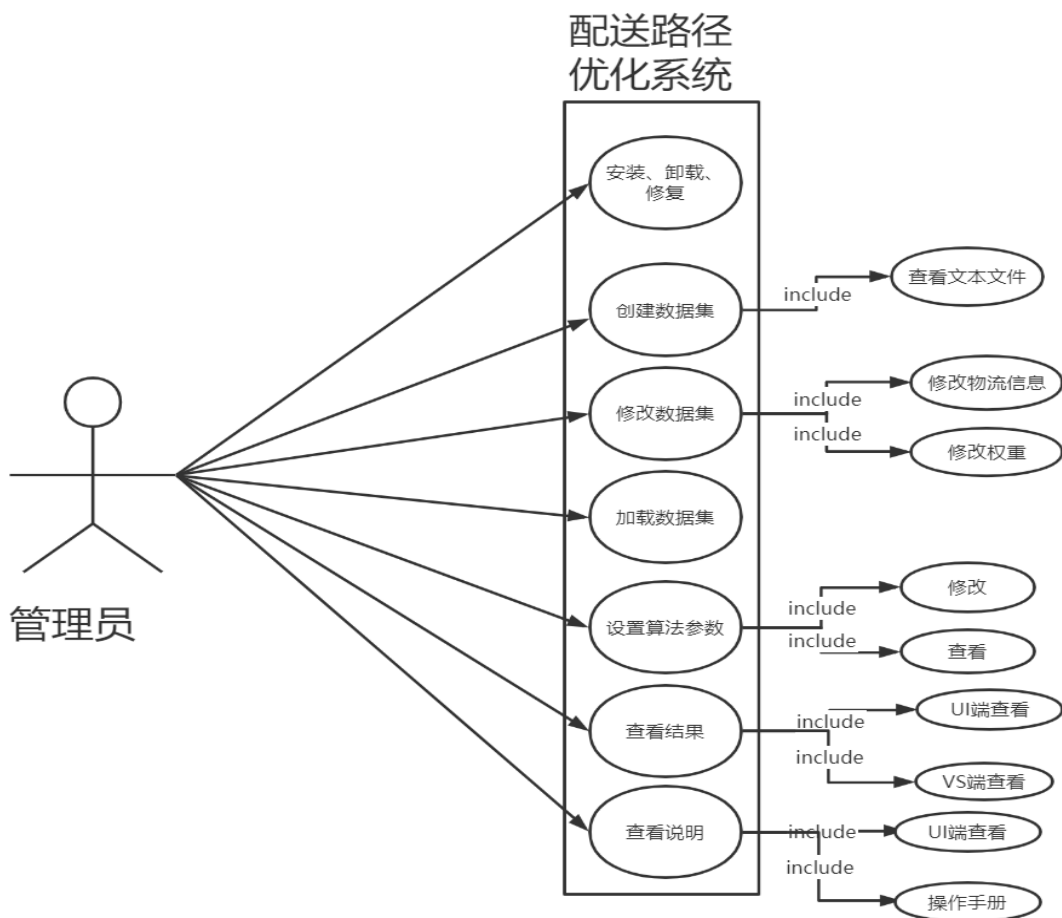 配送路径
优化系统
安装、卸载、
修复
创建数据集
include
查看文本文件
修改数据集
include
修改物流信息
include
修改权重
加载数据集
管理员
设置算法参数
include
修改
include
查看
查看结果
include
UI端查看
include
VS端查看
查看说明
include
UI端查看
include
操作手册